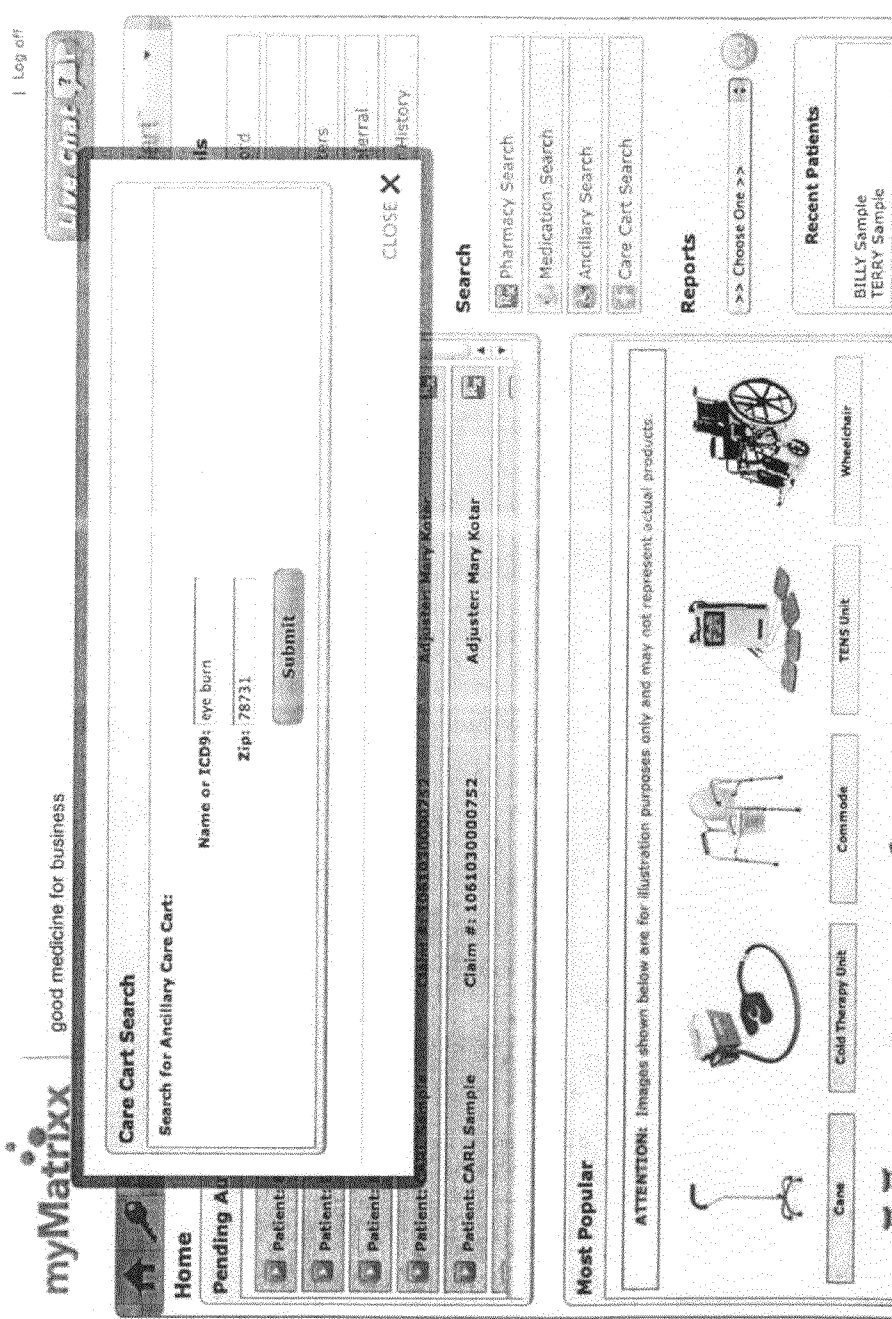 myMatrixx
good medicine for business
| Log off
Care Cart Search
Search for Ancillary Care Cart:
Name or ICD9: eye burn
Zip: 78731
Submit
CLOSE X
Home
Pending Au
Patient:
Patient:
Patient:
Patient:
Adjuster: Mary Kotar
Patient: CARL Sample
Claim #: 1061030000752
Adjuster: Mary Kotar
ls
ord
ters
ferral
History
Search
Pharmacy Search
Medication Search
Ancillary Search
Care Cart Search
Reports
>> Choose One >>
Recent Patients
BILLY Sample
TERRY Sample
Most Popular
ATTENTION: Images shown below are for illustration purposes only and may not represent actual products.
Cane
Cold Therapy Unit
Commode
TENS Unit
Wheelchair